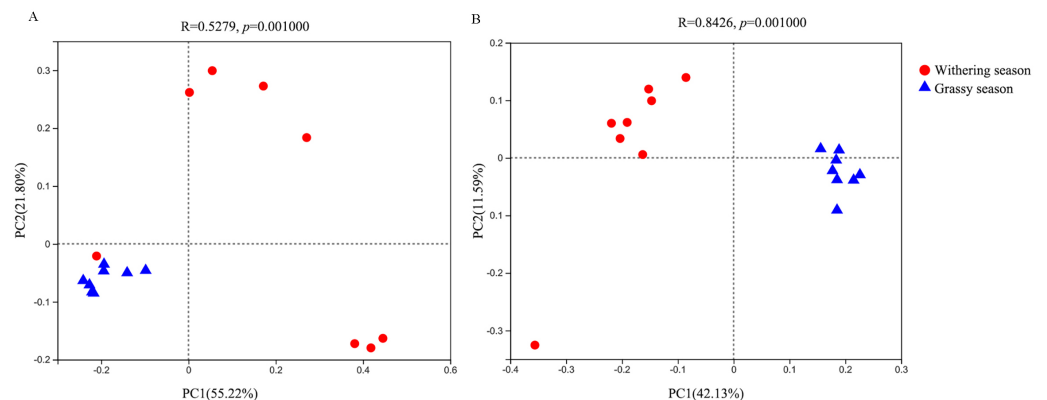 A
R=0.5279, p=0.001000
0.3
0.2
0.1
0
-0.1
-0.2
PC2(21.80%)
-0.2
0
0.2
0.4
0.6
PC1(55.22%)
B
R=0.8426, p=0.001000
0.2
0.1
0
0.1
-0.2
-0.3
PC2(11.59%)
-0.4
-0.3
-0.2
-0.1
0
0.1
0.2
0.3
PC1(42.13%)
Withering season
Grassy season